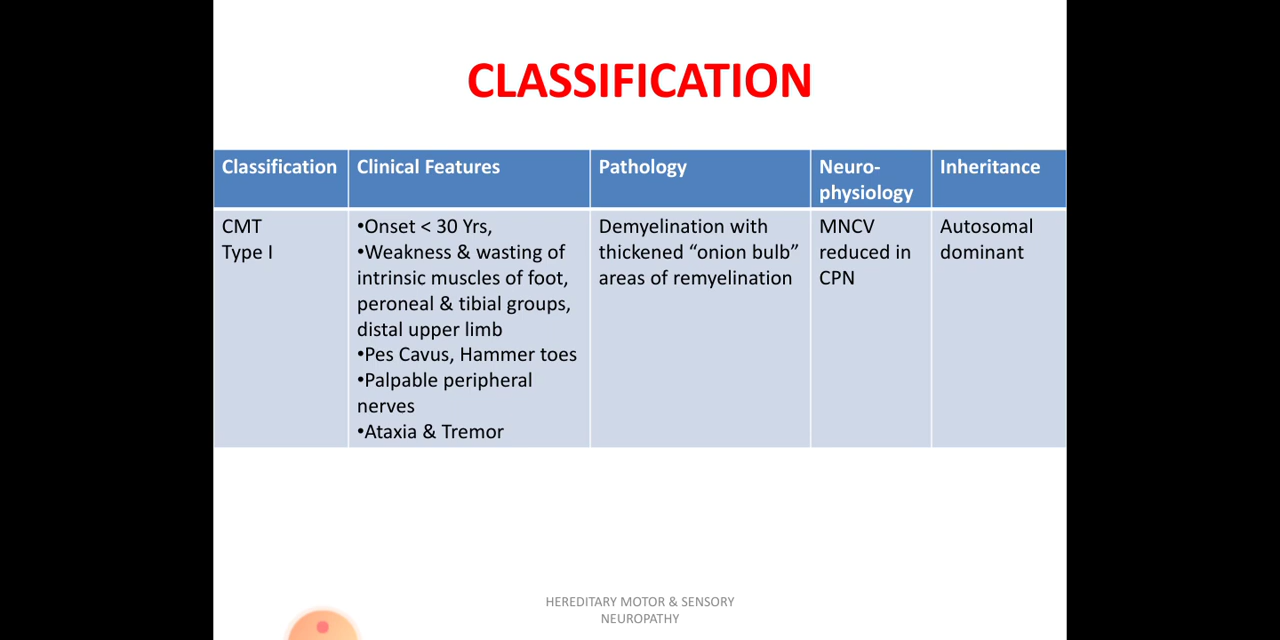 CLASSIFICATION
Classification
Clinical Features
Pathology
Neuro-
physiology
Inheritance
CMT
Type I
•Onset < 30 Yrs,
•Weakness & wasting of
intrinsic muscles of foot,
peroneal & tibial groups,
distal upper limb
•Pes Cavus, Hammer toes
•Palpable peripheral
nerves
•Ataxia & Tremor
Demyelination with
thickened “onion bulb”
areas of remyelination
MNCV
reduced in
CPN
Autosomal
dominant
HEREDITARY MOTOR & SENSORY
NEUROPATHY